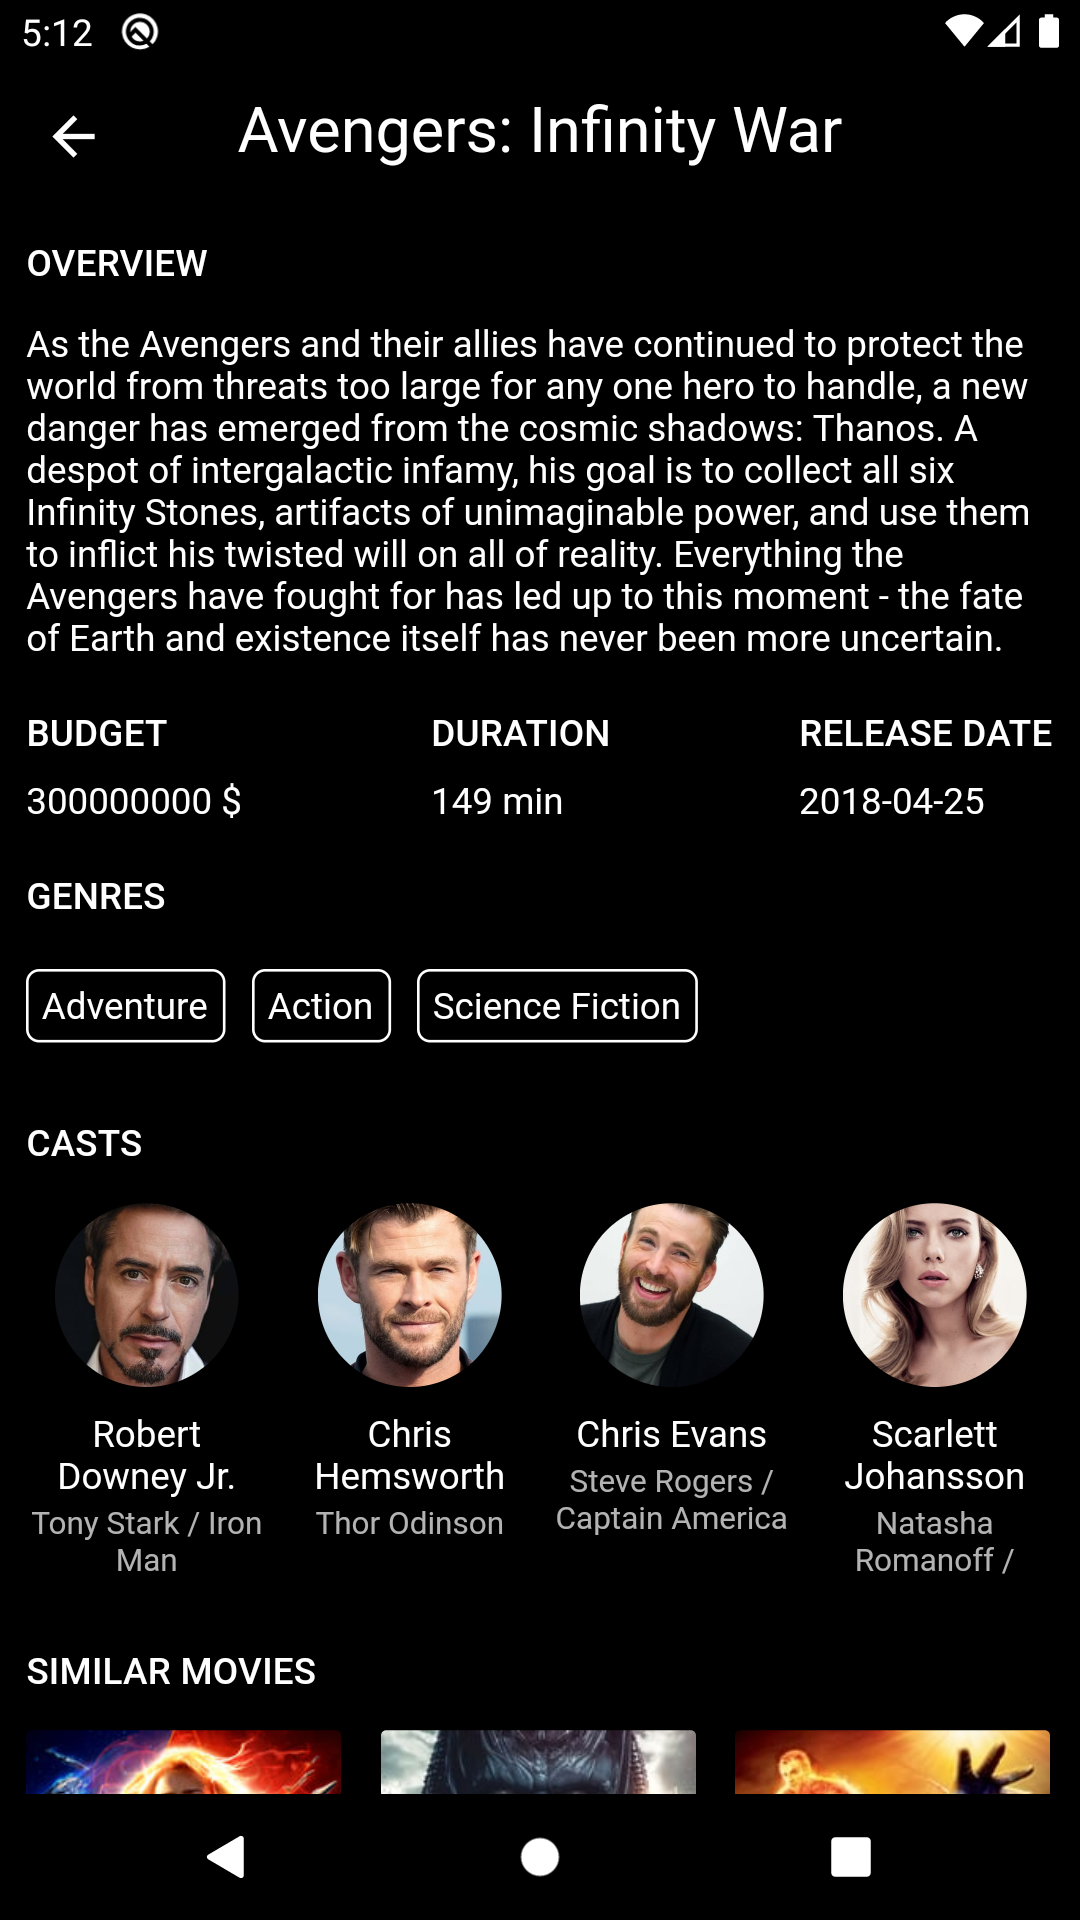 5:12
Avengers: Infinity War
OVERVIEW
As the Avengers and their allies have continued to protect the
world from threats too large for any one hero to handle, a new
danger has emerged from the cosmic shadows: Thanos. A
despot of intergalactic infamy, his goal is to collect all six
Infinity Stones, artifacts of unimaginable power, and use them
to inflict his twisted will on all of reality. Everything the
Avengers have fought for has led up to this moment - the fate
of Earth and existence itself has never been more uncertain.
BUDGET DURATION RELEASE DATE
300000000 $ 149 min 2018-04-25
GENRES
Adventure Action Science Fiction
CASTS
Robert
Downey Jr.
Tony Stark / Iron
Man
Chris
Hemsworth
Thor Odinson
Chris Evans
Steve Rogers /
Captain America
Scarlett
Johansson
Natasha
Romanoff /
SIMILAR MOVIES